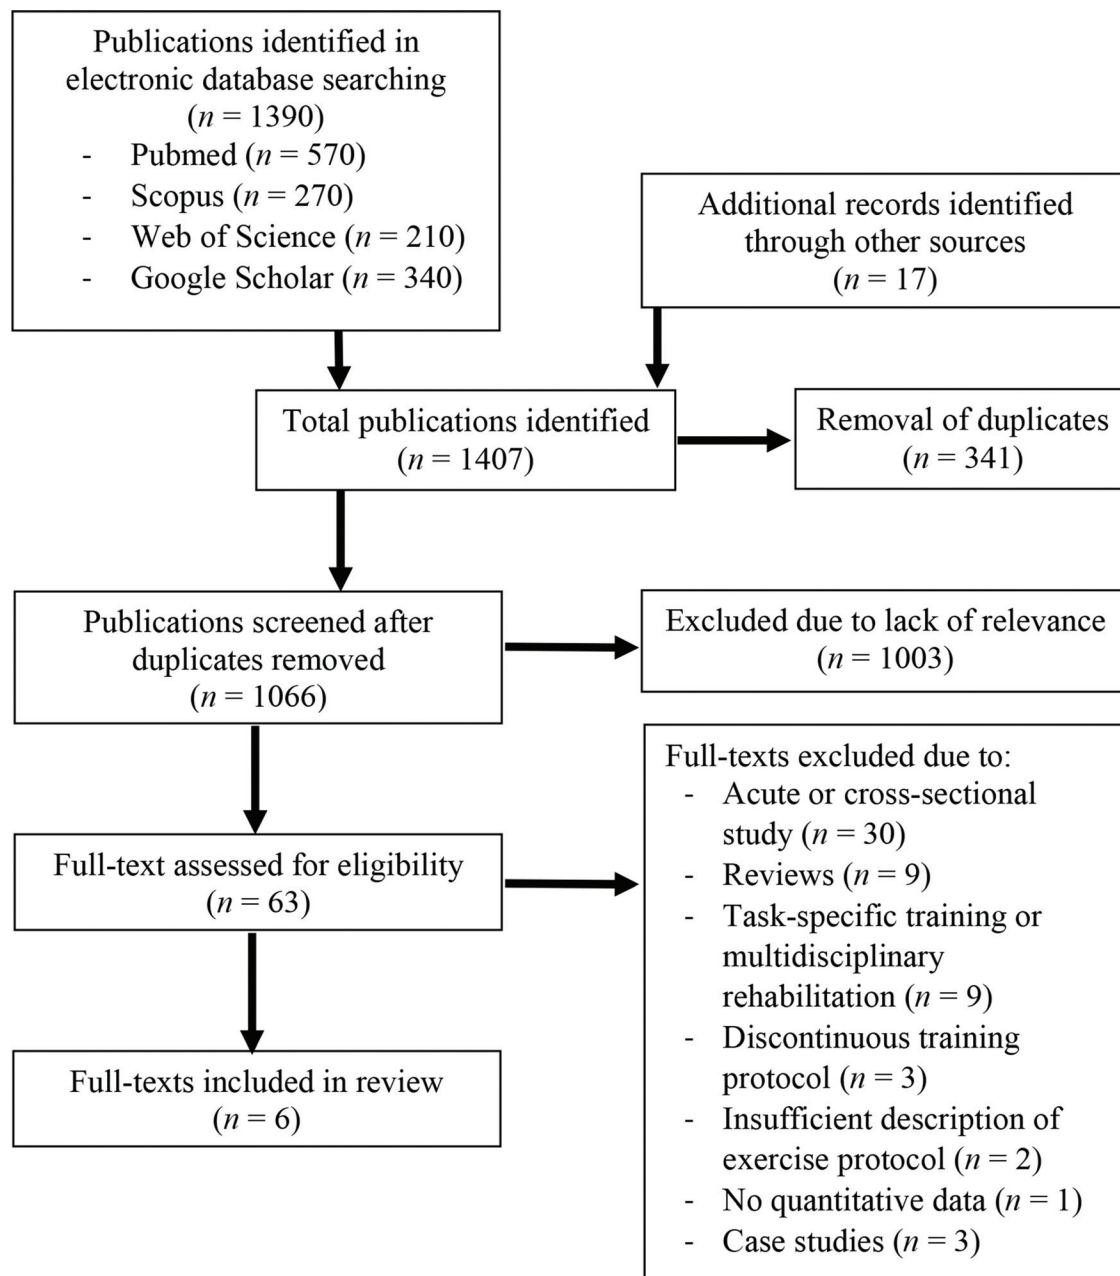 Publications identified in
electronic database searching
(n = 1390)
- Pubmed (n = 570)
- Scopus (n = 270)
- Web of Science (n = 210)
- Google Scholar (n = 340)
Additional records identified
through other sources
(n = 17)
Total publications identified
(n = 1407)
Removal of duplicates
(n = 341)
Publications screened after
duplicates removed
(n = 1066)
Excluded due to lack of relevance
(n = 1003)
Full-text assessed for eligibility
(n = 63)
Full-texts excluded due to:
- Acute or cross-sectional
study (n = 30)
- Reviews (n = 9)
- Task-specific training or
multidisciplinary
rehabilitation (n = 9)
- Discontinuous training
protocol (n = 3)
- Insufficient description of
exercise protocol (n = 2)
- No quantitative data (n = 1)
- Case studies (n = 3)
Full-texts included in review
(n = 6)